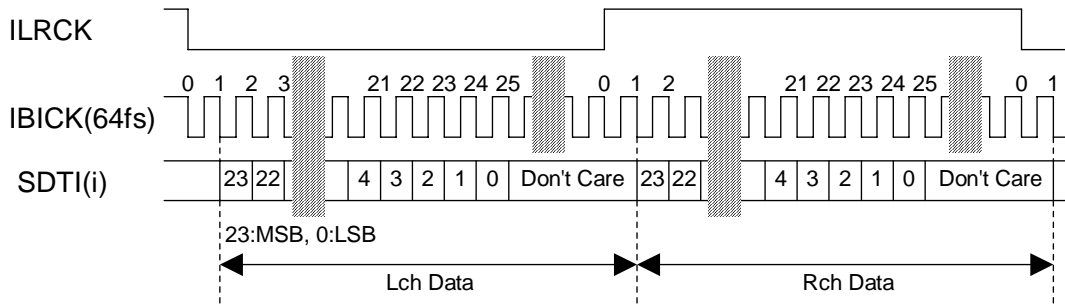 ILRCK
0 1 2 3 21 22 23 24 25 0 1 2 21 22 23 24 25 0 1
IBICK(64fs)
SDTI(i) 23 22 4 3 2 1 0 Don't Care 23 22 4 3 2 1 0 Don't Care
23:MSB, 0:LSB
Lch Data Rch Data